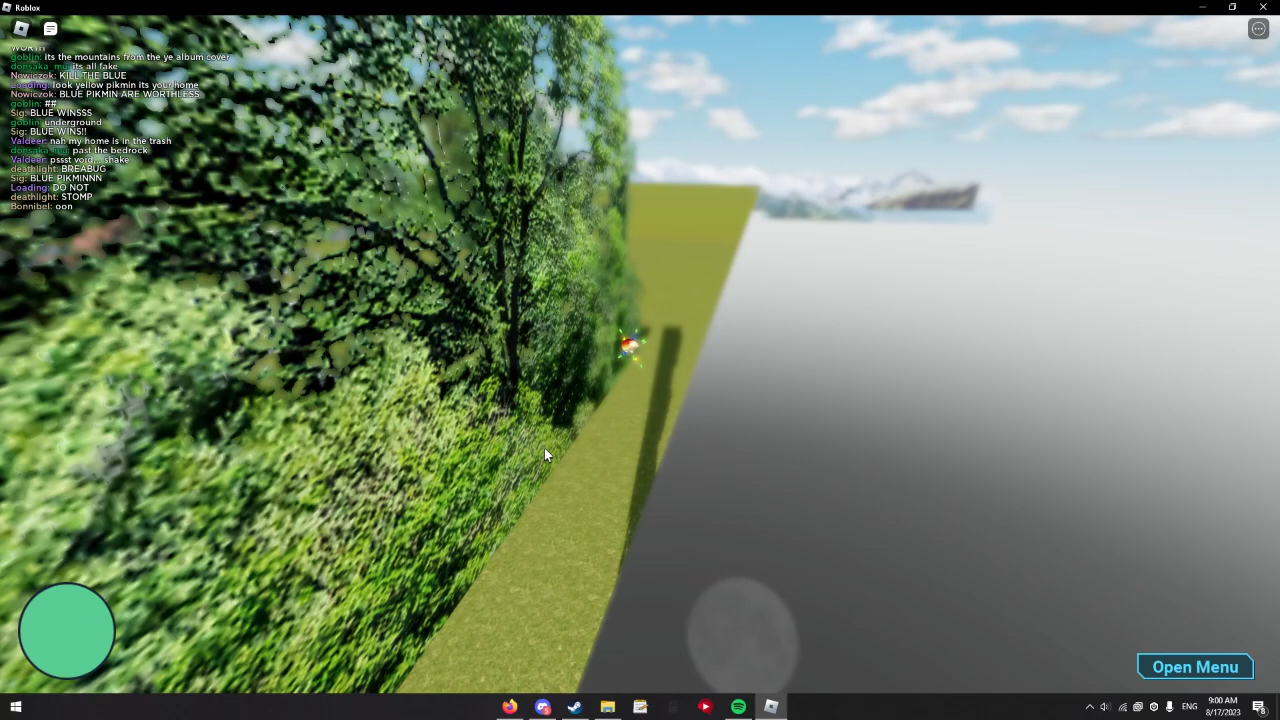 Roblox
WORTH
goblin: its the mountains from the ye album cover
donsaka_mu: its all fake
Nowiczok: KILL THE BLUE
Loading: look yellow pikmin its your home
Nowiczok: BLUE PIKMIN ARE WORTHLESS
goblin: ##
Sig: BLUE WINSSS
goblin: underground
Sig: BLUE WINS!!
Valdeer: nah my home is in the trash
donsaka_mu: past the bedrock
Valdeer: pssst void... shake
deathlight: BREABUG
Sig: BLUE PIKMINNN
Loading: DO NOT
deathlight: STOMP
Bonnibel: oon
Open Menu
ENG
9:00 AM
8/17/2023